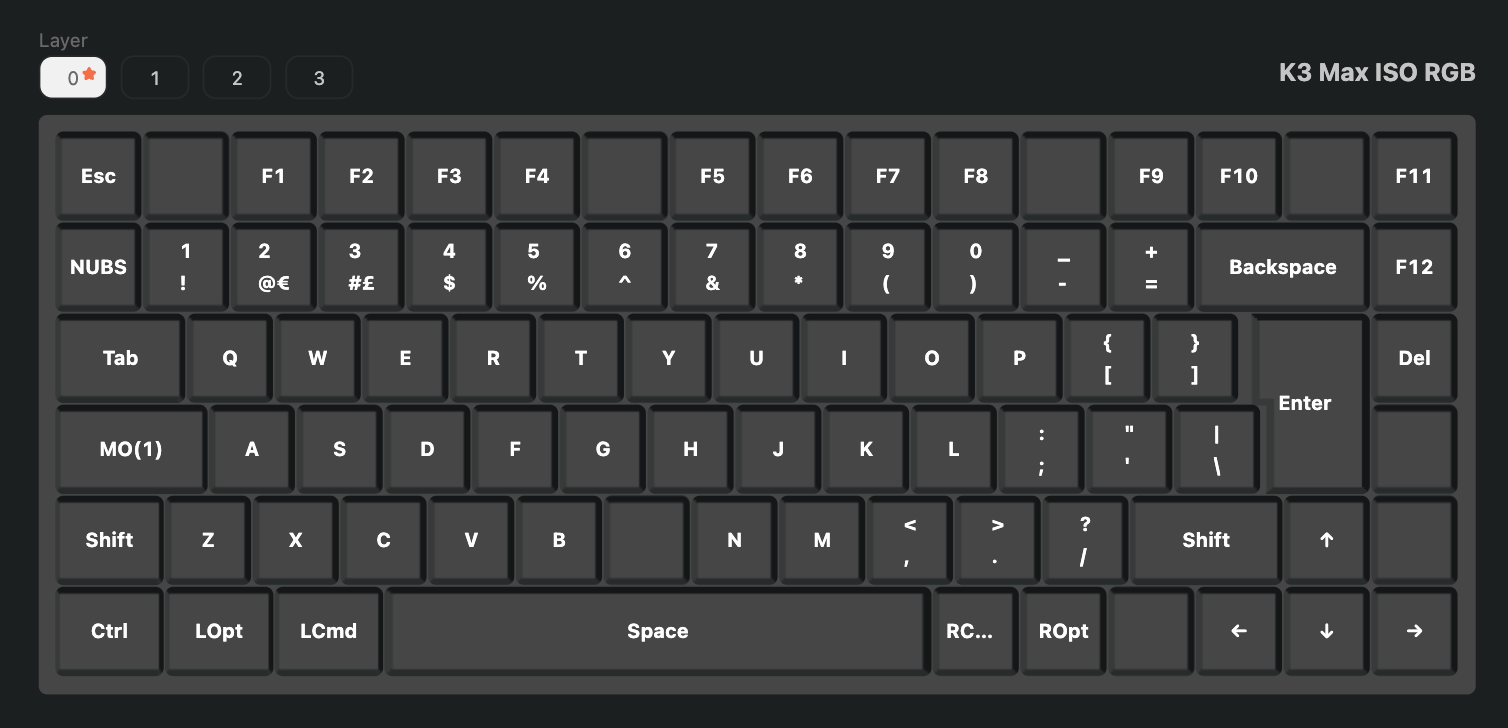 Layer
0 1 2 3
K3 Max ISO RGB
Esc F1 F2 F3 F4 F5 F6 F7 F8 F9 F10 F11
NUBS 1 ! 2 @€ 3 #£ 4 $ 5 % 6 ^ 7 & 8 * 9 ( 0 ) _ - + = Backspace F12
Tab Q W E R T Y U I O P { [ } ] Enter Del
MO(1) A S D F G H J K L : ; " ' | \
Shift Z X C V B N M < , > . ? / Shift ↑
Ctrl LOpt LCmd Space RC... ROpt ← ↓ →